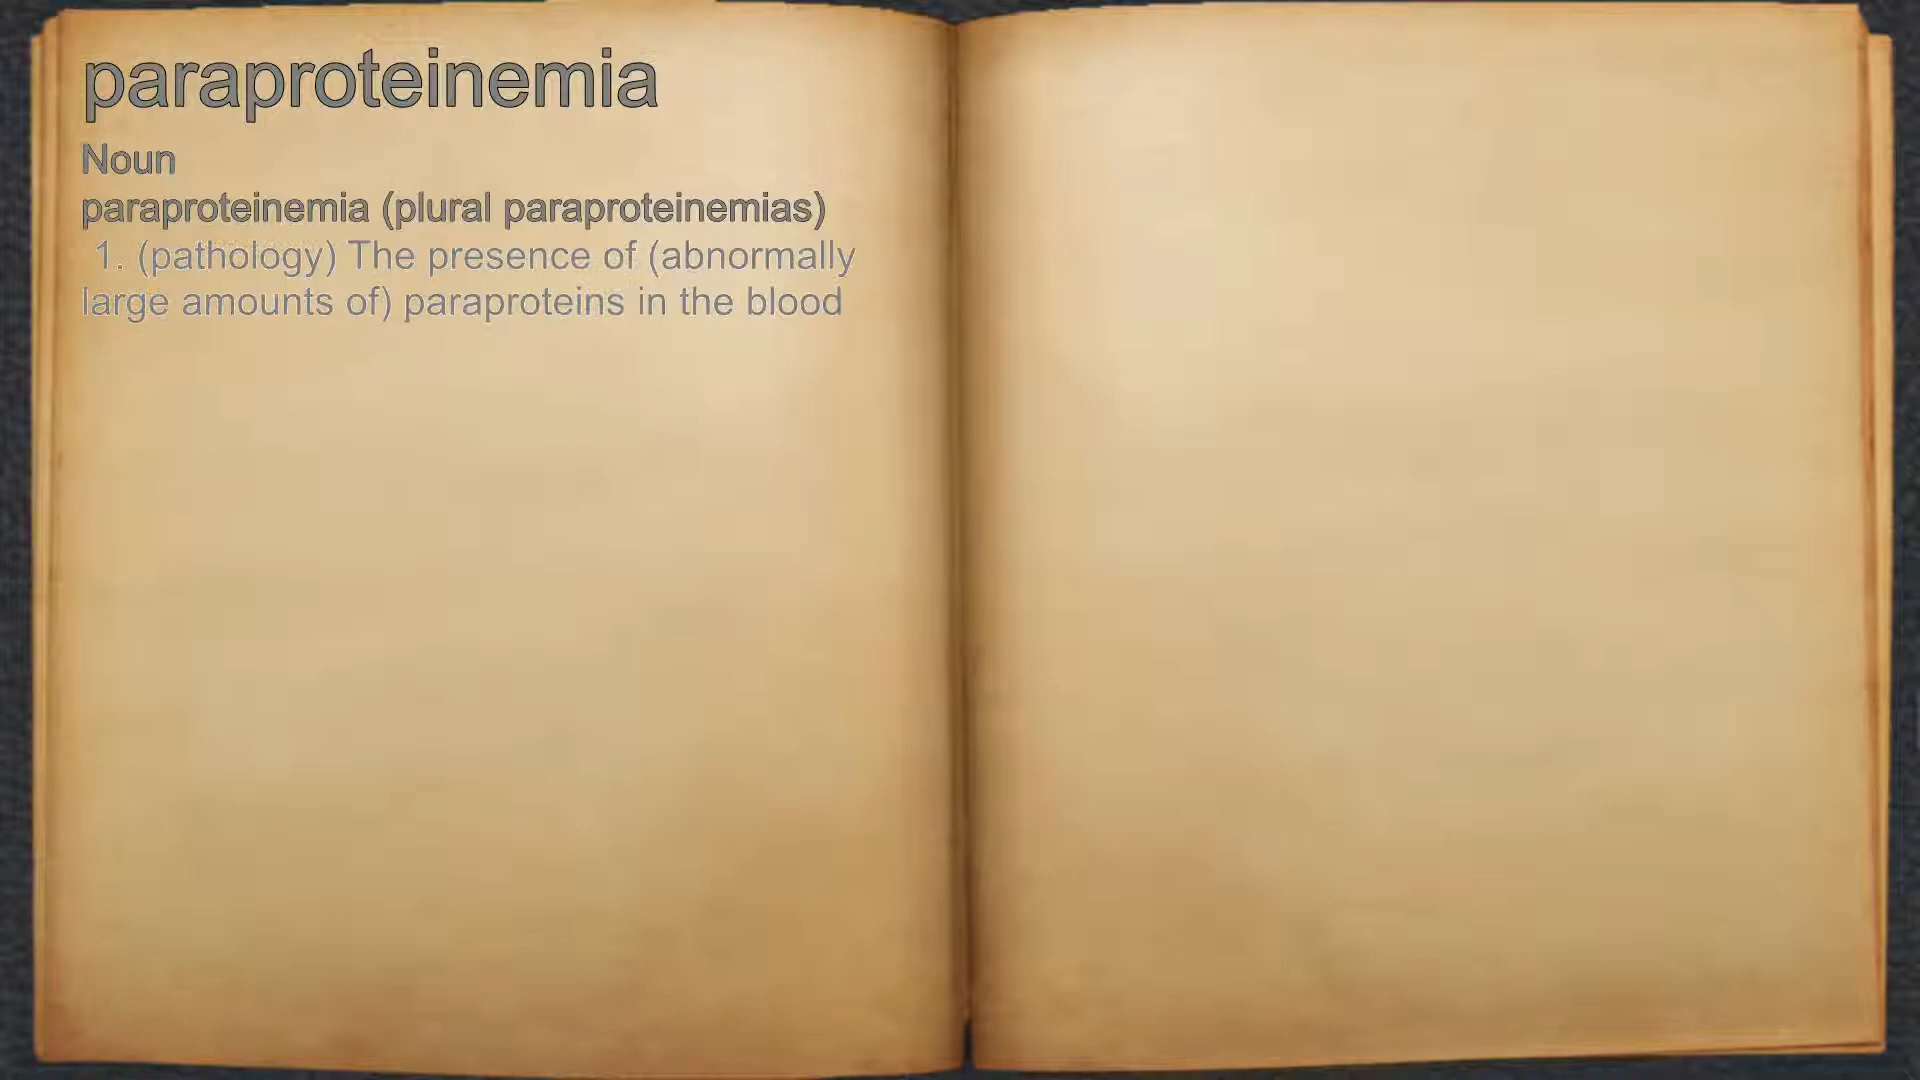 paraproteinemia
Noun
paraproteinemia (plural paraproteinemias)
1. (pathology) The presence of (abnormally
large amounts of) paraproteins in the blood